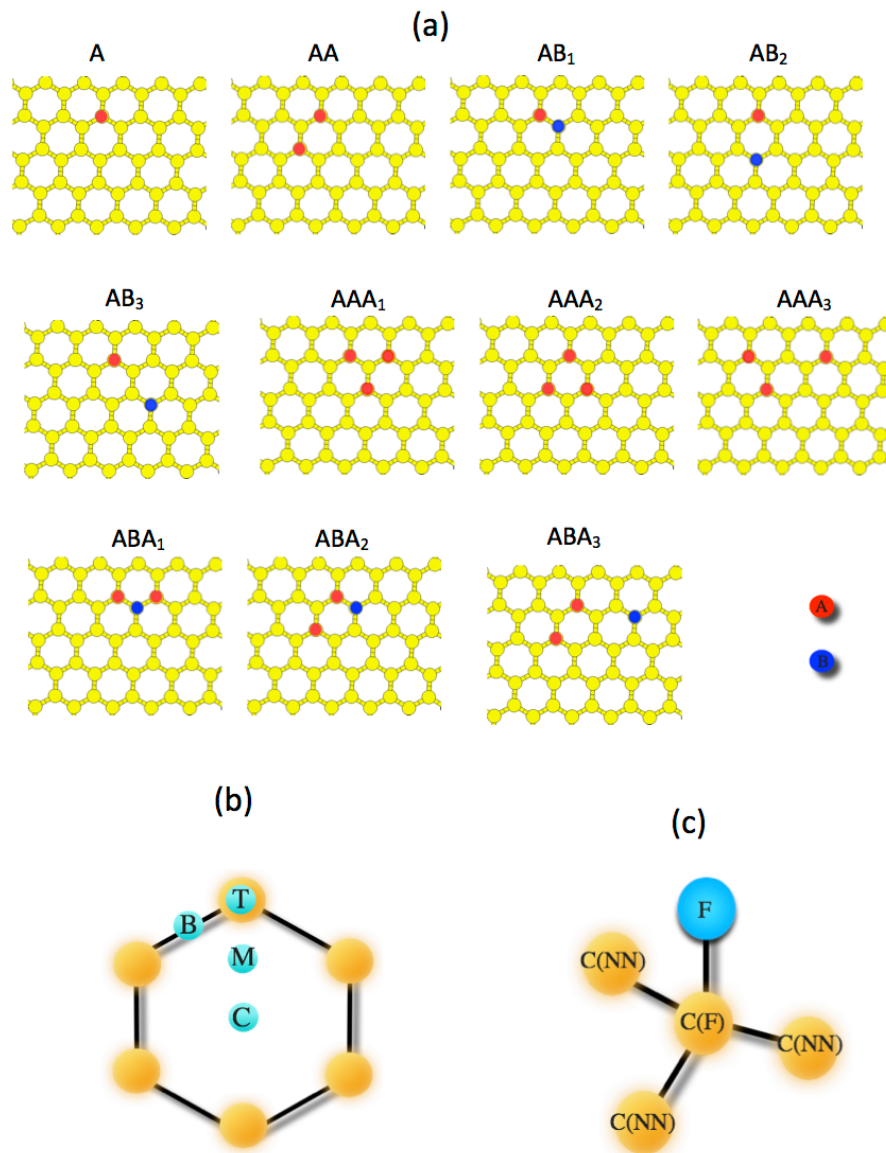 (a)
A AA AB₁ AB₂
AB₃ AAA₁ AAA₂ AAA₃
ABA₁ ABA₂ ABA₃
A
B
(b) (c)
T
B
M
C
F
C(NN)
C(F)
C(NN)
C(NN)